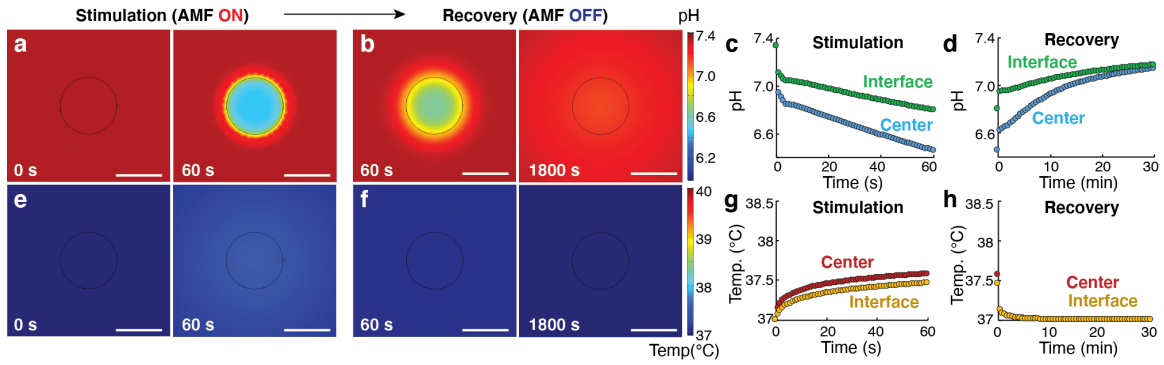 Stimulation (AMF ON)
Recovery (AMF OFF)
pH
a
0 s
60 s
b
60 s
1800 s
7.4
7.0
6.6
6.2
c
Stimulation
7.4
7.0
6.6
pH
Interface
Center
0
20
40
60
Time (s)
d
Recovery
7.4
7.0
6.6
pH
Interface
Center
0
10
20
30
Time (min)
e
0 s
60 s
f
60 s
1800 s
40
39
38
37
Temp(°C)
g
Stimulation
38.5
38
37.5
37
Temp. (°C)
Center
Interface
0
20
40
60
Time (s)
h
Recovery
38.5
38
37.5
37
Temp. (°C)
Center
Interface
0
10
20
30
Time (min)